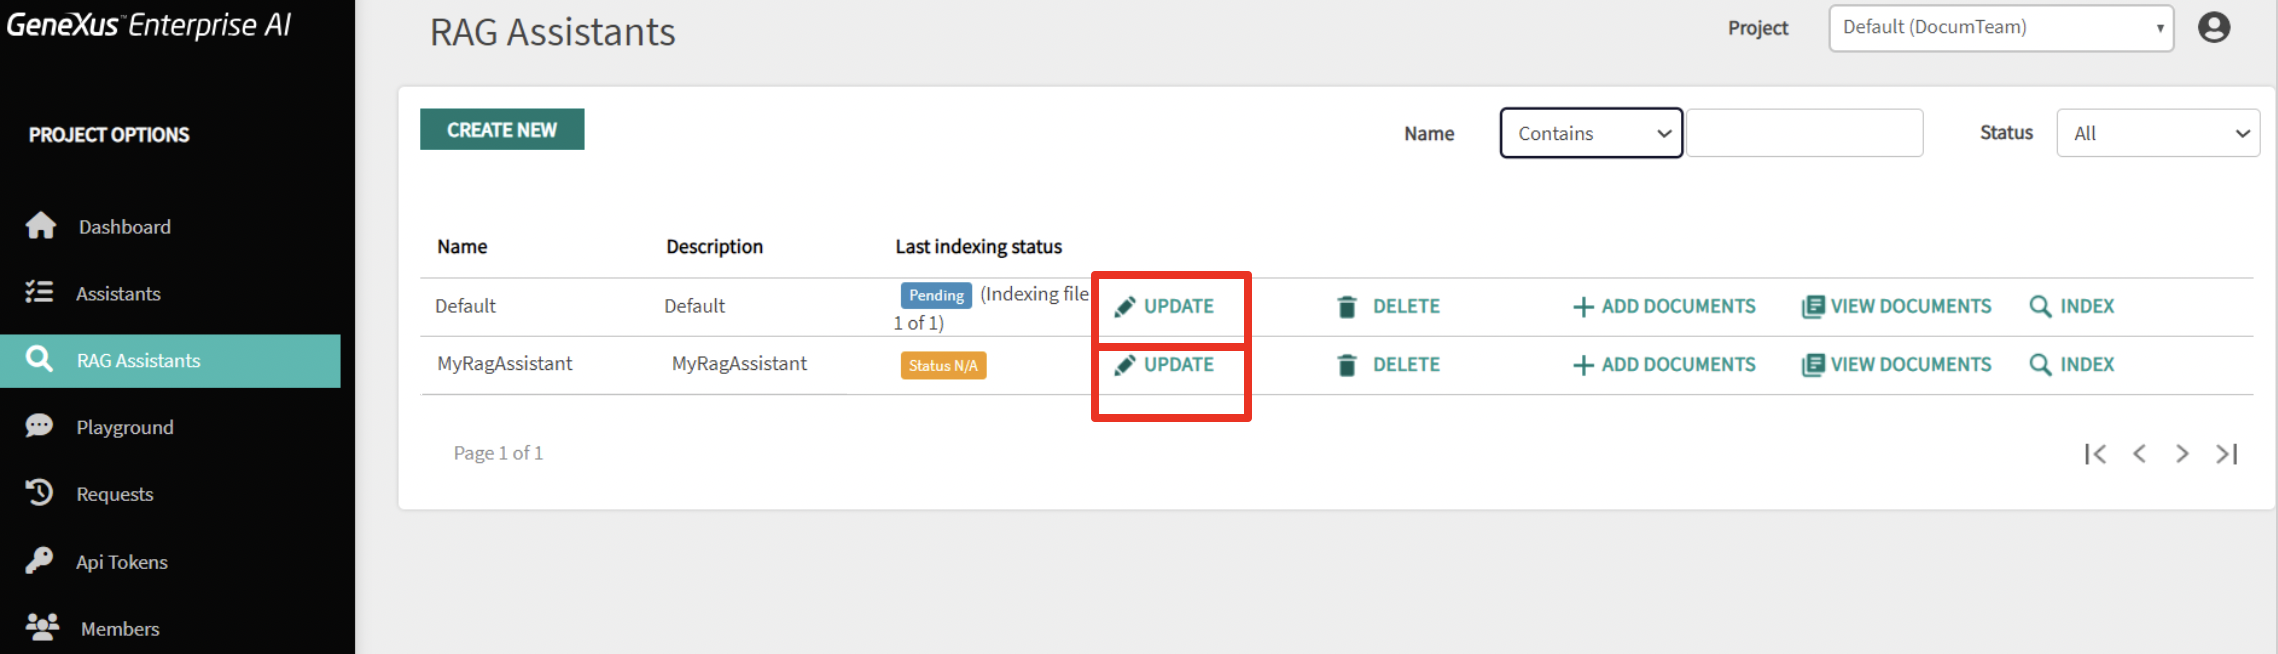 GeneXus™ Enterprise AI
RAG Assistants
Project
Default (DocumTeam)
PROJECT OPTIONS
Dashboard
Assistants
RAG Assistants
Playground
Requests
Api Tokens
Members
CREATE NEW
Name
Contains
Status
All
Name Description Last indexing status
Default Default Pending (Indexing file
1 of 1)
UPDATE DELETE ADD DOCUMENTS VIEW DOCUMENTS INDEX
MyRagAssistant MyRagAssistant Status N/A UPDATE DELETE ADD DOCUMENTS VIEW DOCUMENTS INDEX
Page 1 of 1